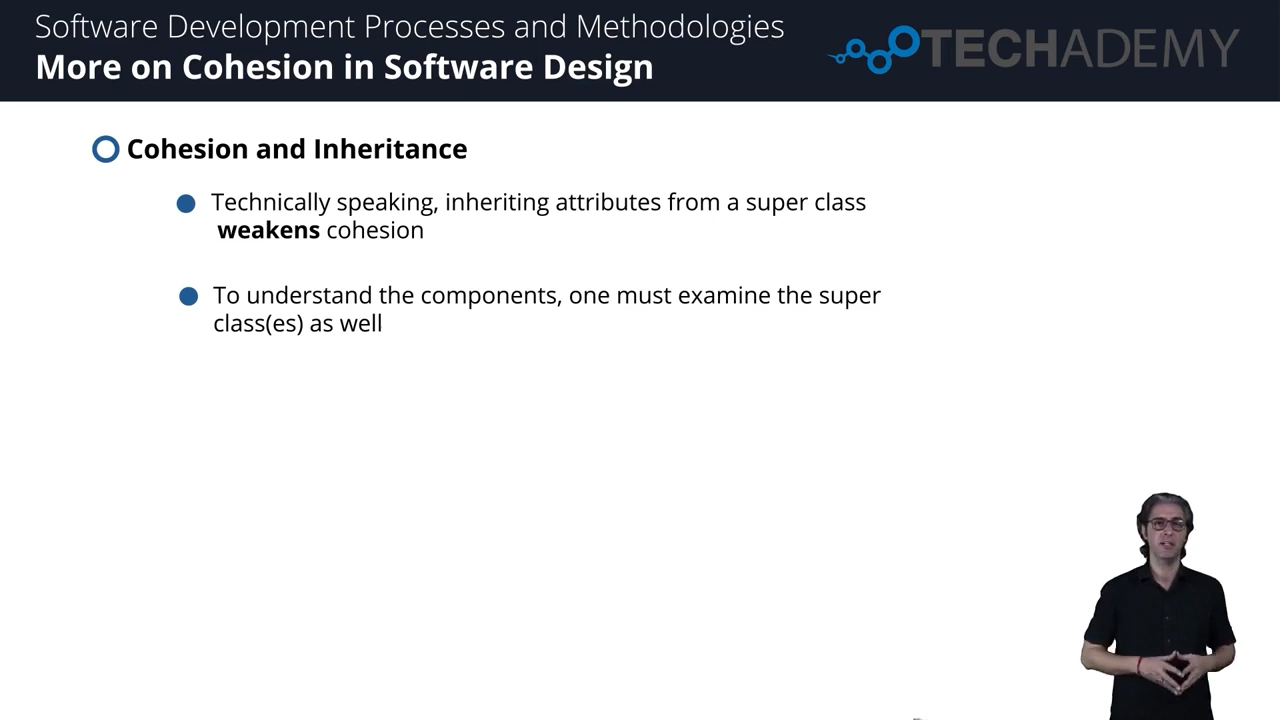 Software Development Processes and Methodologies
More on Cohesion in Software Design
TECHADEMY
Cohesion and Inheritance
Technically speaking, inheriting attributes from a super class
weakens cohesion
To understand the components, one must examine the super
class(es) as well